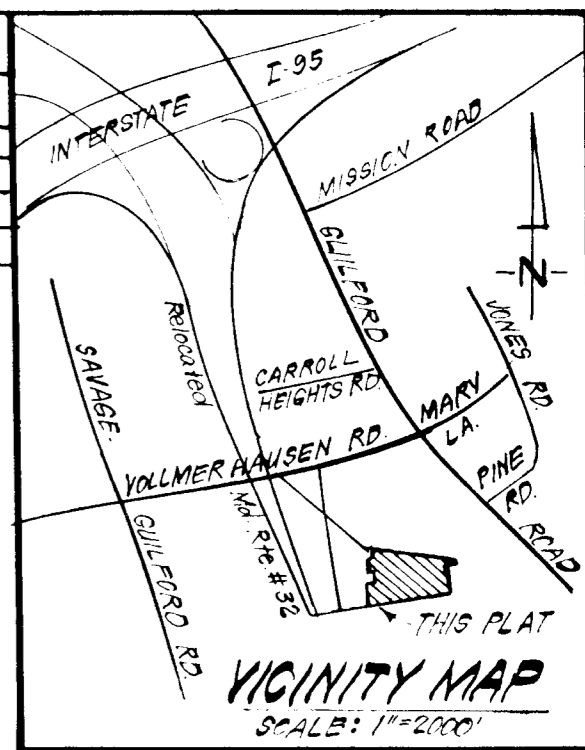 I-95
INTERSTATE
MISSION ROAD
GUILFORD
-N-
JONES RD.
Relocated
SAVAGE-
CARROLL
HEIGHTS RD.
MARY
LA.
VOLLMERHAUSEN RD.
PINE
RD.
ROAD
GUILFORD RD.
Md. Rte. #32
THIS PLAT
VICINITY MAP
SCALE: 1"=2000'